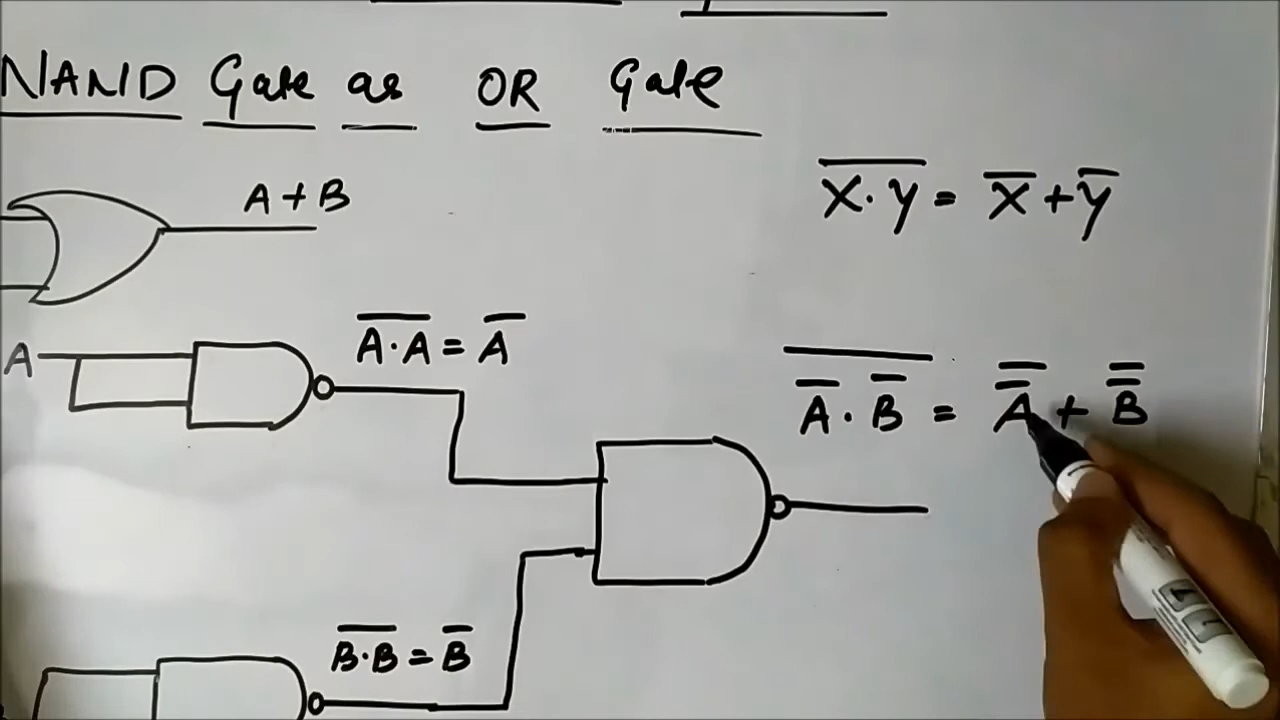 NAND Gate as OR Gate
A + B
X̅·̅Y̅ = X̅ + Y̅
A̅·̅A̅ = A̅
A
A̿·̅B̿ = A̿ + B̿
B̅·̅B̅ = B̅